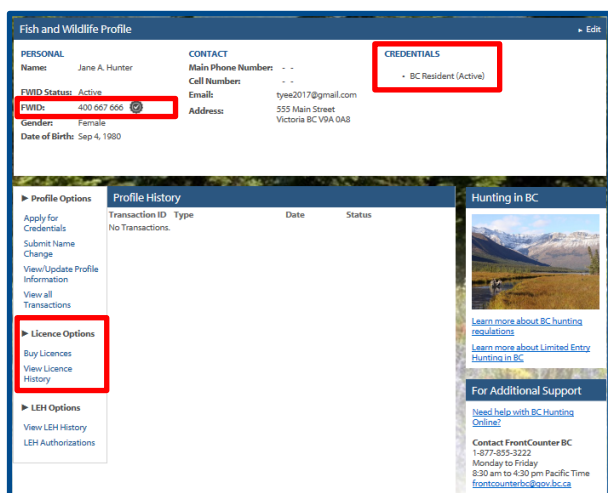 Fish and Wildlife Profile
▸ Edit
PERSONAL
Name: Jane A. Hunter
FWID Status: Active
FWID: 400 667 666
Gender: Female
Date of Birth: Sep 4, 1980
CONTACT
Main Phone Number: - -
Cell Number: - -
Email: tyee2017@gmail.com
Address: 555 Main Street
Victoria BC V9A 0A8
CREDENTIALS
• BC Resident (Active)
▶ Profile Options
Apply for
Credentials
Submit Name
Change
View/Update Profile
Information
View all
Transactions
▶ Licence Options
Buy Licences
View Licence
History
▶ LEH Options
View LEH History
LEH Authorizations
Profile History
Transaction ID Type Date Status
No Transactions.
Hunting in BC
Learn more about BC hunting
regulations
Learn more about Limited Entry
Hunting in BC
For Additional Support
Need help with BC Hunting
Online?
Contact FrontCounter BC
1-877-855-3222
Monday to Friday
8:30 am to 4:30 pm Pacific Time
frontcounterbc@gov.bc.ca